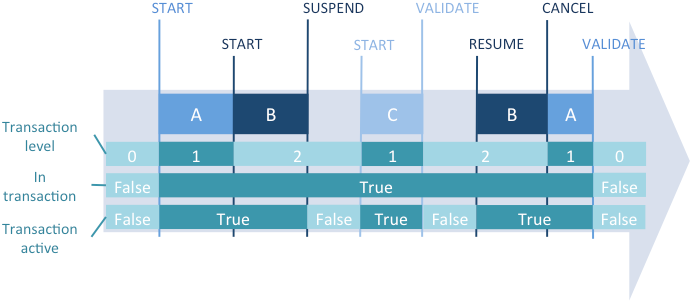 START
SUSPEND
VALIDATE
CANCEL
START
START
RESUME
VALIDATE
A
B
C
B
A
Transaction
level
0
1
2
1
2
1
0
In
transaction
False
True
False
Transaction
active
False
True
False
True
False
True
False